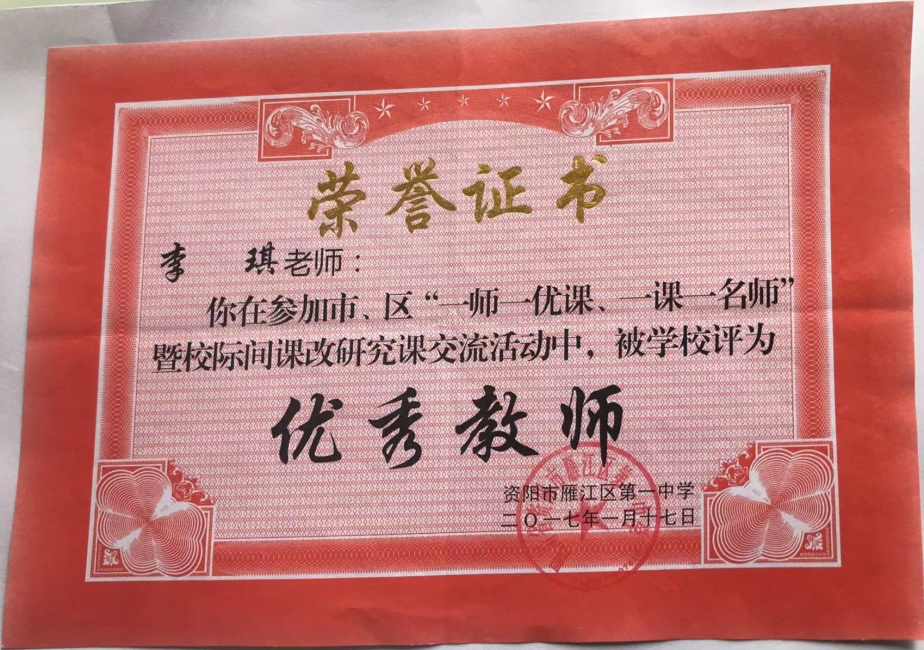 荣誉证书
李琪老师：
你在参加市、区“一师一优课、一课一名师”
暨校际间课改研究课交流活动中，被学校评为
优秀教师
资阳市雁江区第一中学
二〇一七年一月十七日